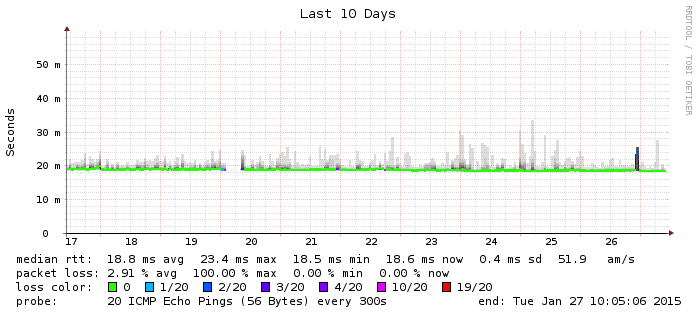 Last 10 Days
RRDTOOL / TOBI OETIKER
Seconds
50 m
40 m
30 m
20 m
10 m
0
17 18 19 20 21 22 23 24 25 26
median rtt: 18.8 ms avg 23.4 ms max 18.5 ms min 18.6 ms now 0.4 ms sd 51.9 am/s
packet loss: 2.91 % avg 100.00 % max 0.00 % min 0.00 % now
loss color: 0 1/20 2/20 3/20 4/20 10/20 19/20
probe: 20 ICMP Echo Pings (56 Bytes) every 300s end: Tue Jan 27 10:05:06 2015